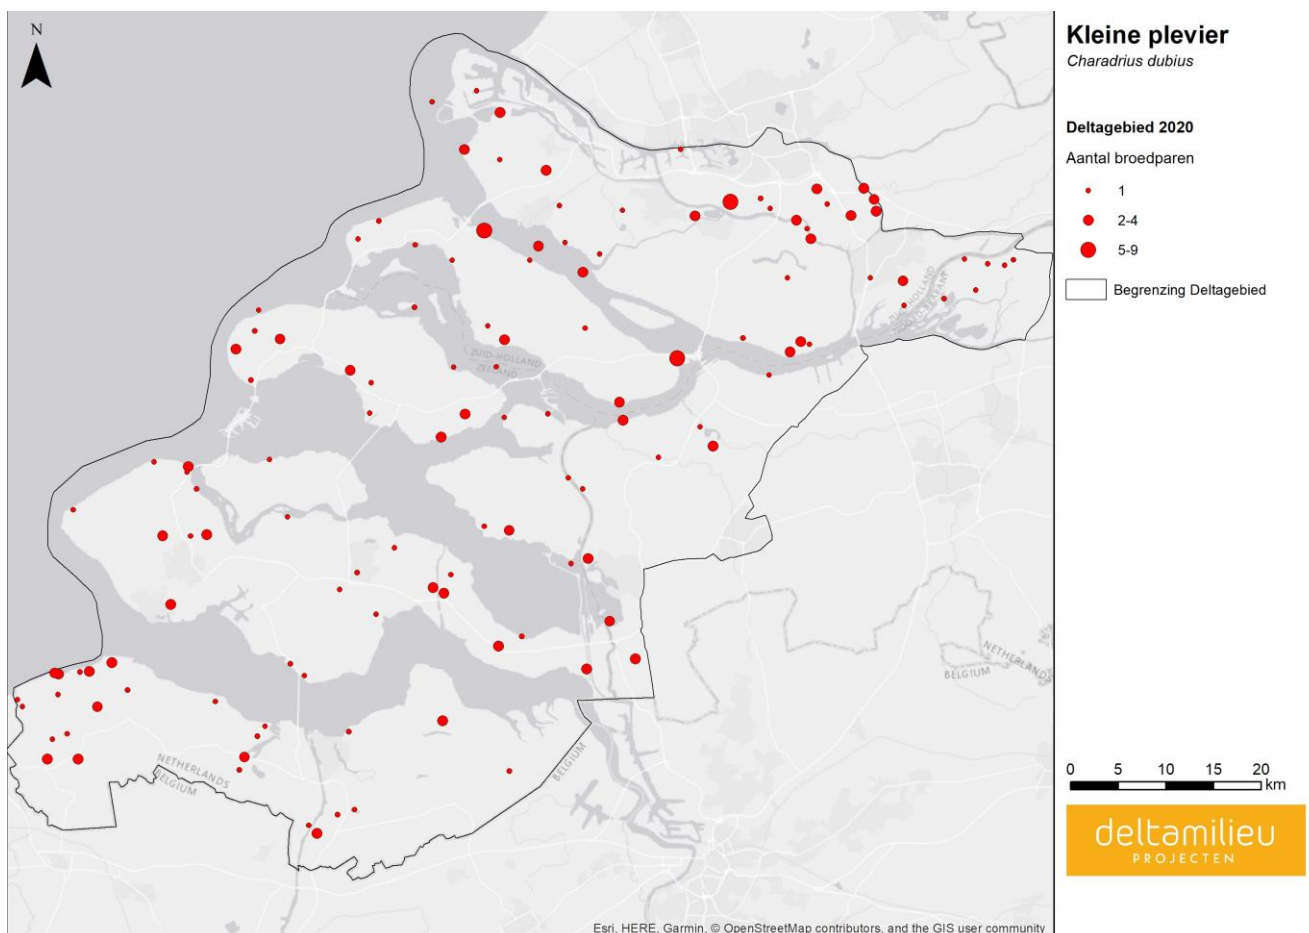 N
Kleine plevier
Charadrius dubius
Deltagebied 2020
Aantal broedparen
1
2-4
5-9
Begrenzing Deltagebied
ZUID-HOLLAND
ZUID-HOLLAND
ZEELAND
NETHERLANDS
BELGIUM
NETHERLANDS
BELGIUM
BELGIUM
0 5 10 15 20
km
deltamilieu
PROJECTEN
Esri, HERE, Garmin, © OpenStreetMap contributors, and the GIS user community